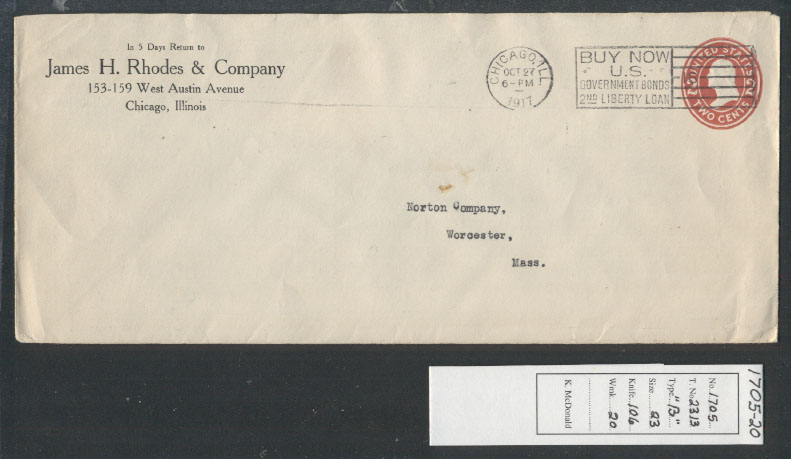 In 5 Days Return to
James H. Rhodes & Company
153-159 West Austin Avenue
Chicago, Illinois
CHICAGO, ILL
OCT 27
6-PM
1917
BUY NOW
U.S.
GOVERNMENT BONDS
2ND LIBERTY LOAN
UNITED STATES
TWO CENTS
Norton Company,
Worcester,
Mass.
1705-20
No. 1705
T. No. 2313
Type "B"
Size 23
Knife 106
Wmk. 20
K. McDonald